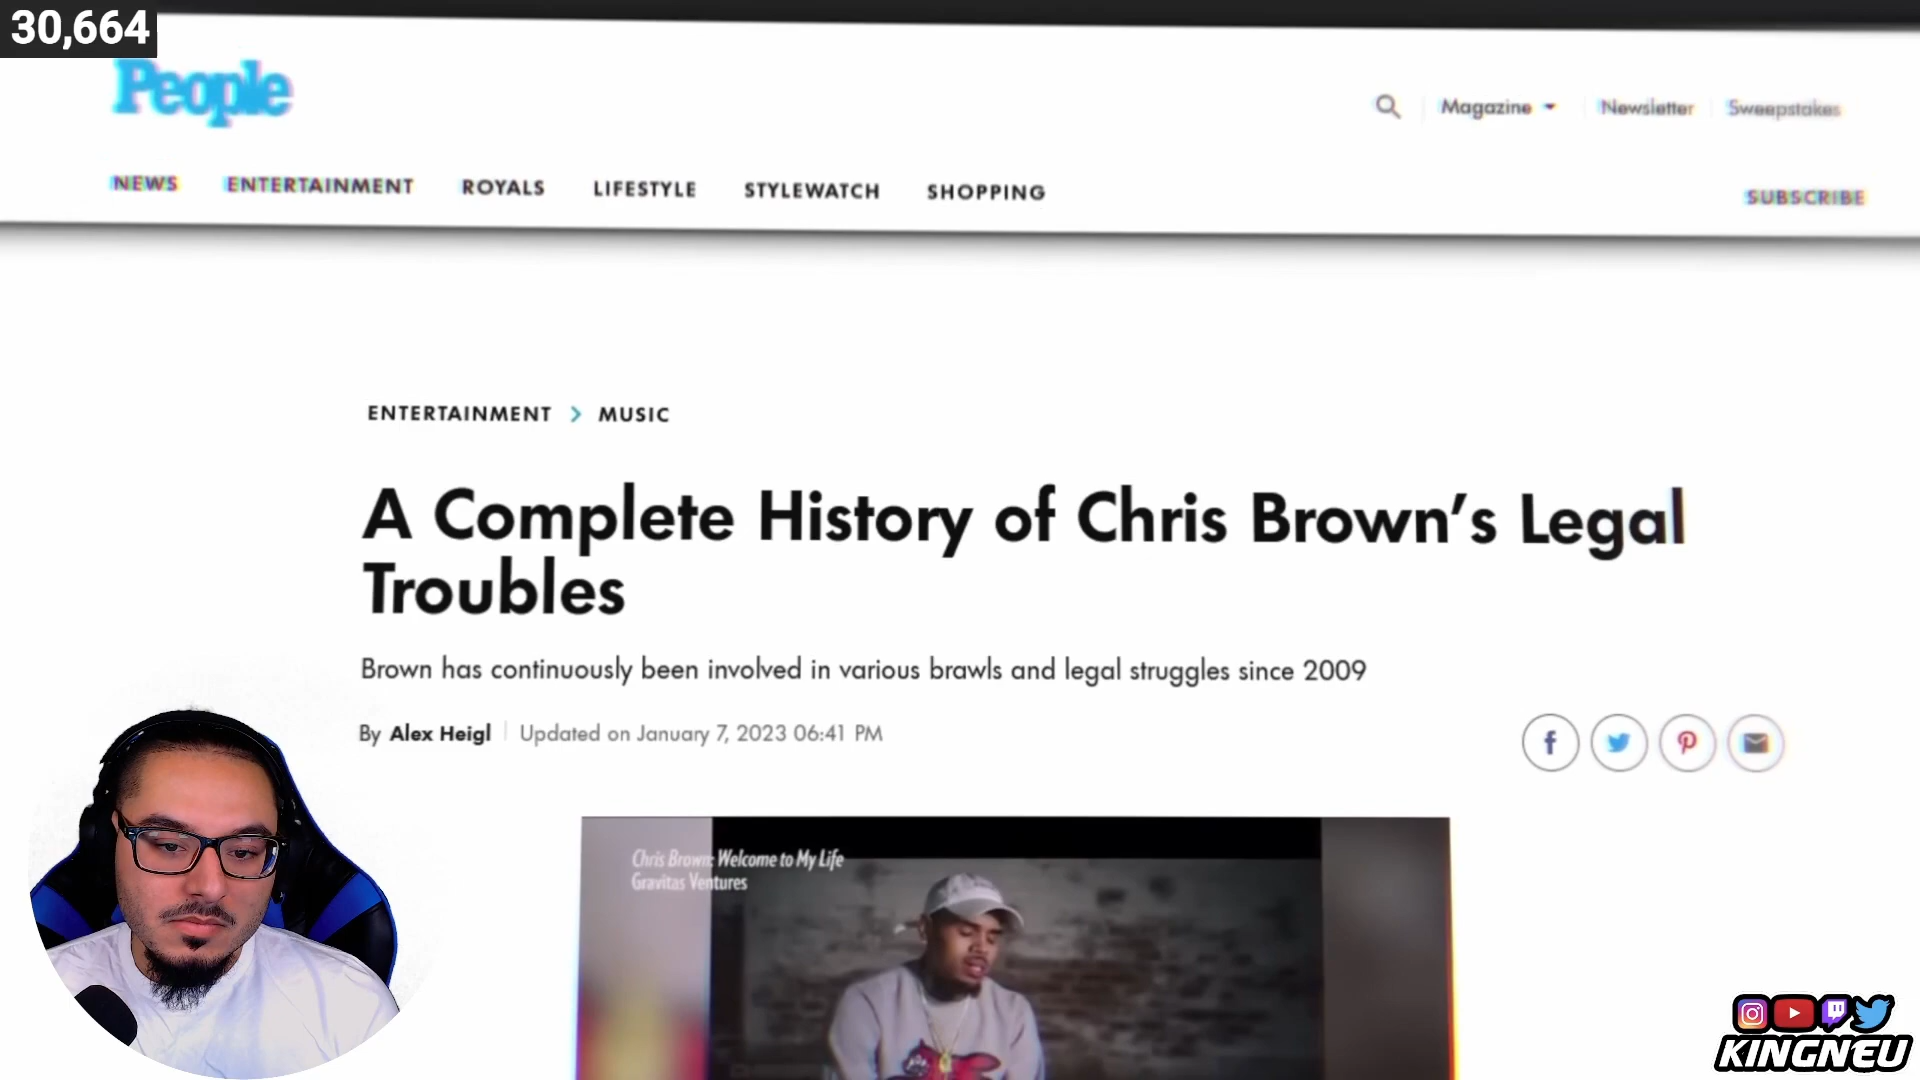 30,664
People
Magazine
Newsletter
Sweepstakes
NEWS
ENTERTAINMENT
ROYALS
LIFESTYLE
STYLEWATCH
SHOPPING
SUBSCRIBE
ENTERTAINMENT > MUSIC
A Complete History of Chris Brown’s Legal
Troubles
Brown has continuously been involved in various brawls and legal struggles since 2009
By Alex Heigl | Updated on January 7, 2023 06:41 PM
Chris Brown: Welcome to My Life
Gravitas Ventures
KINGNEU